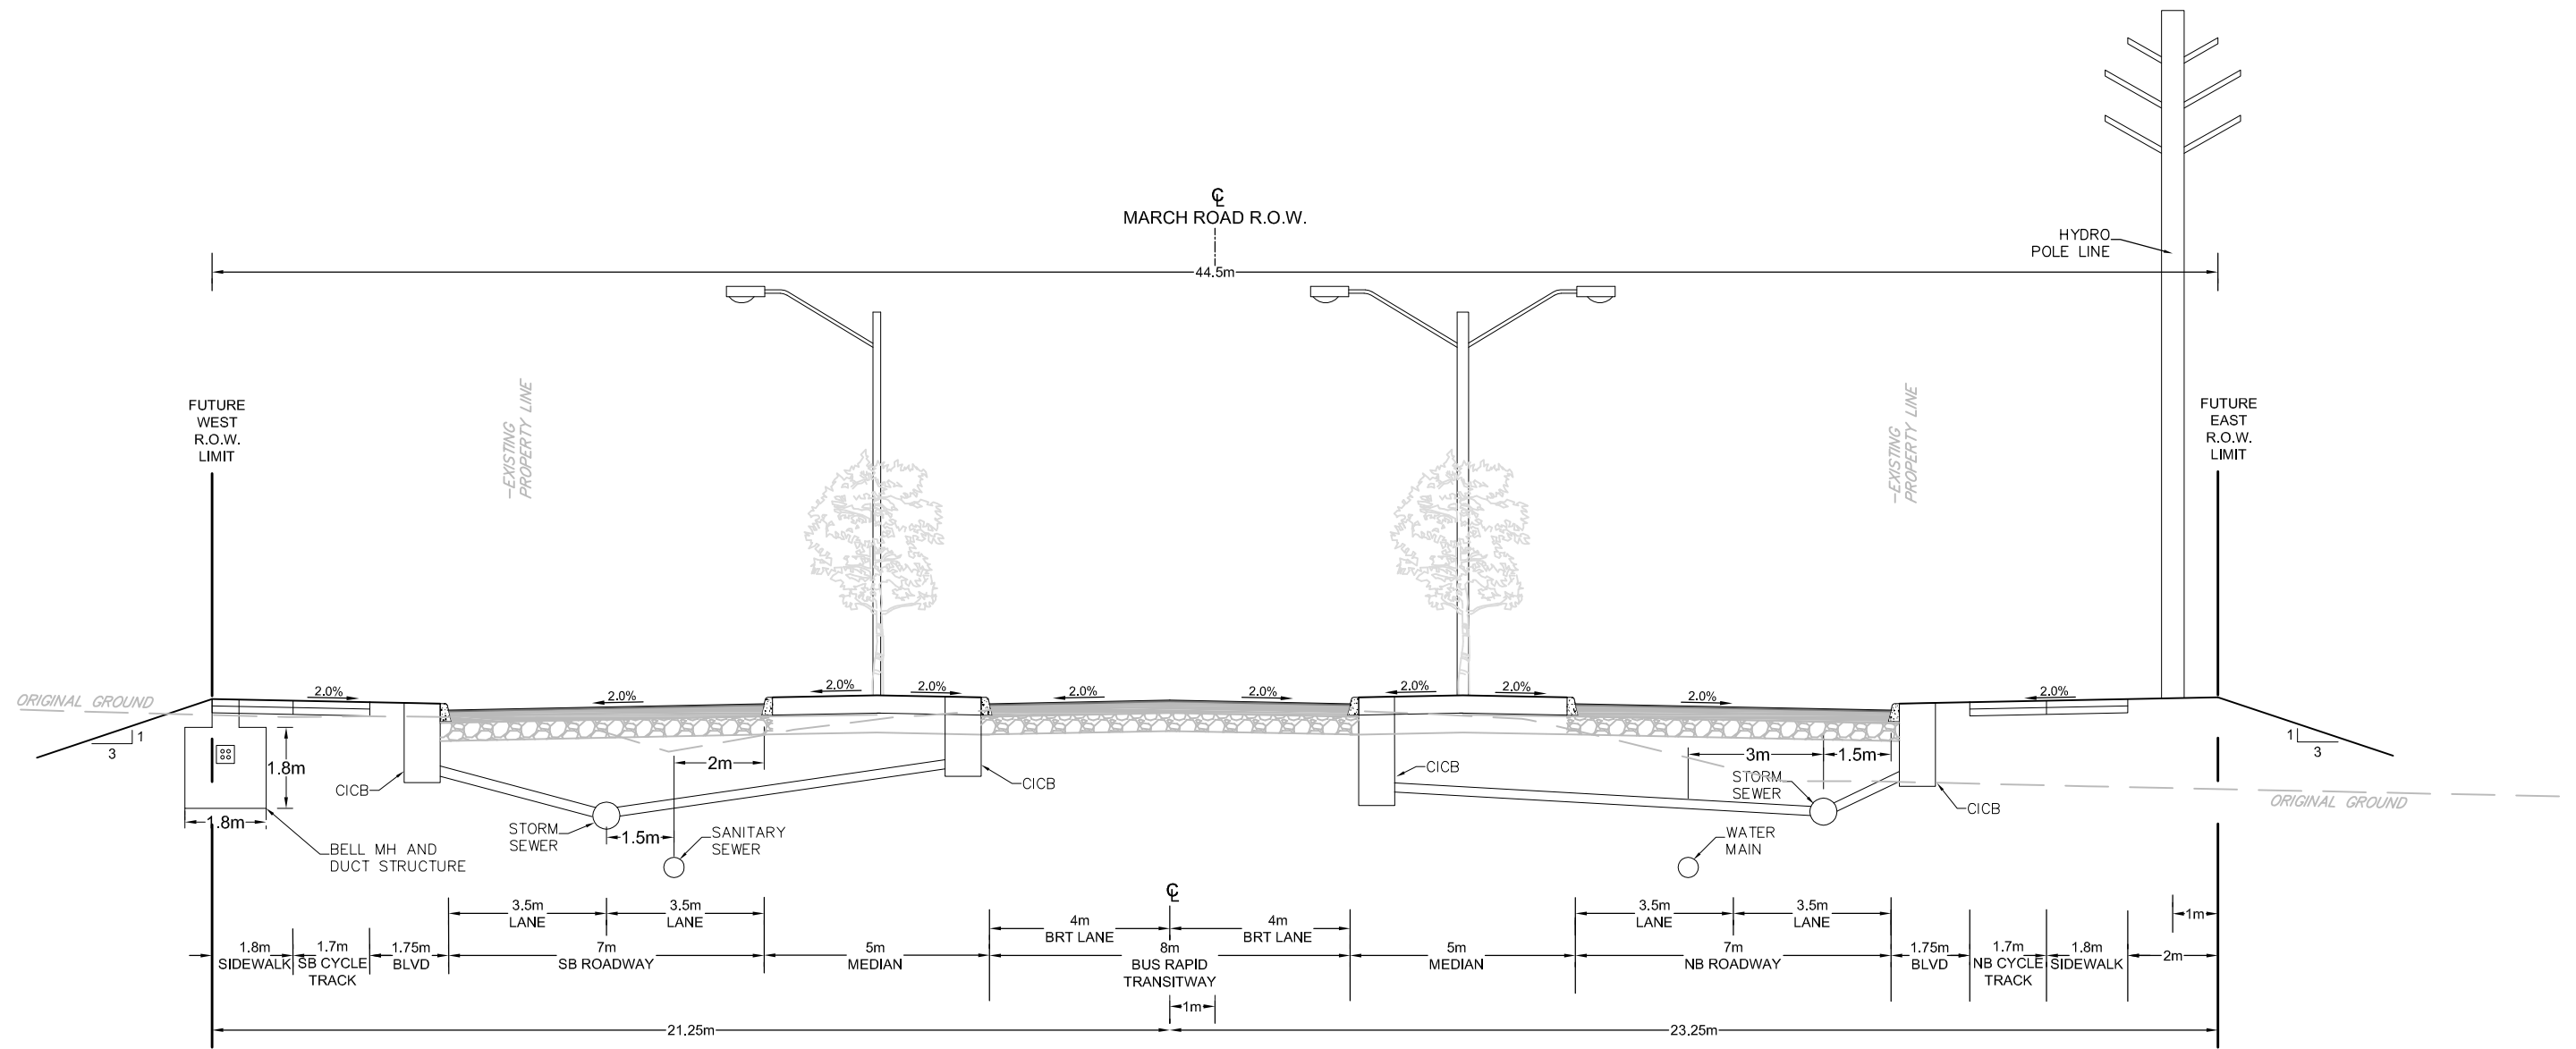 ℄
MARCH ROAD R.O.W.
44.5m
HYDRO
POLE LINE
FUTURE
WEST
R.O.W.
LIMIT
EXISTING
PROPERTY LINE
EXISTING
PROPERTY LINE
FUTURE
EAST
R.O.W.
LIMIT
ORIGINAL GROUND
2.0%
2.0%
2.0%
2.0%
2.0%
2.0%
2.0%
2.0%
2.0%
2.0%
1
3
1.8m
1.8m
CICB
2m
CICB
CICB
3m
1.5m
STORM
SEWER
CICB
1
3
ORIGINAL GROUND
BELL MH AND
DUCT STRUCTURE
STORM
SEWER
1.5m
SANITARY
SEWER
WATER
MAIN
℄
3.5m
LANE
3.5m
LANE
4m
BRT LANE
4m
BRT LANE
3.5m
LANE
3.5m
LANE
1m
1.8m
SIDEWALK
1.7m
SB CYCLE
TRACK
1.75m
BLVD
7m
SB ROADWAY
5m
MEDIAN
8m
BUS RAPID
TRANSITWAY
5m
MEDIAN
7m
NB ROADWAY
1.75m
BLVD
1.7m
NB CYCLE
TRACK
1.8m
SIDEWALK
2m
1m
21.25m
23.25m